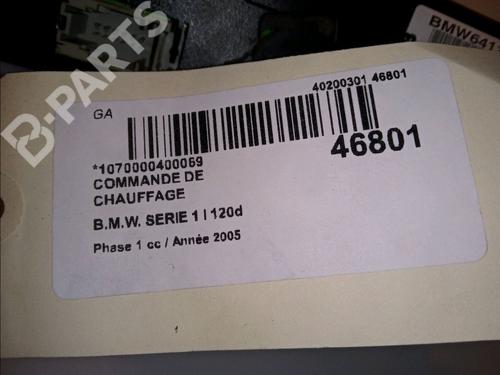 B-PARTS
BMW641
GA
40200301 46801
46801
*1070000400059
COMMANDE DE
CHAUFFAGE
B.M.W. SERIE 1 I 120d
Phase 1 cc / Année 2005